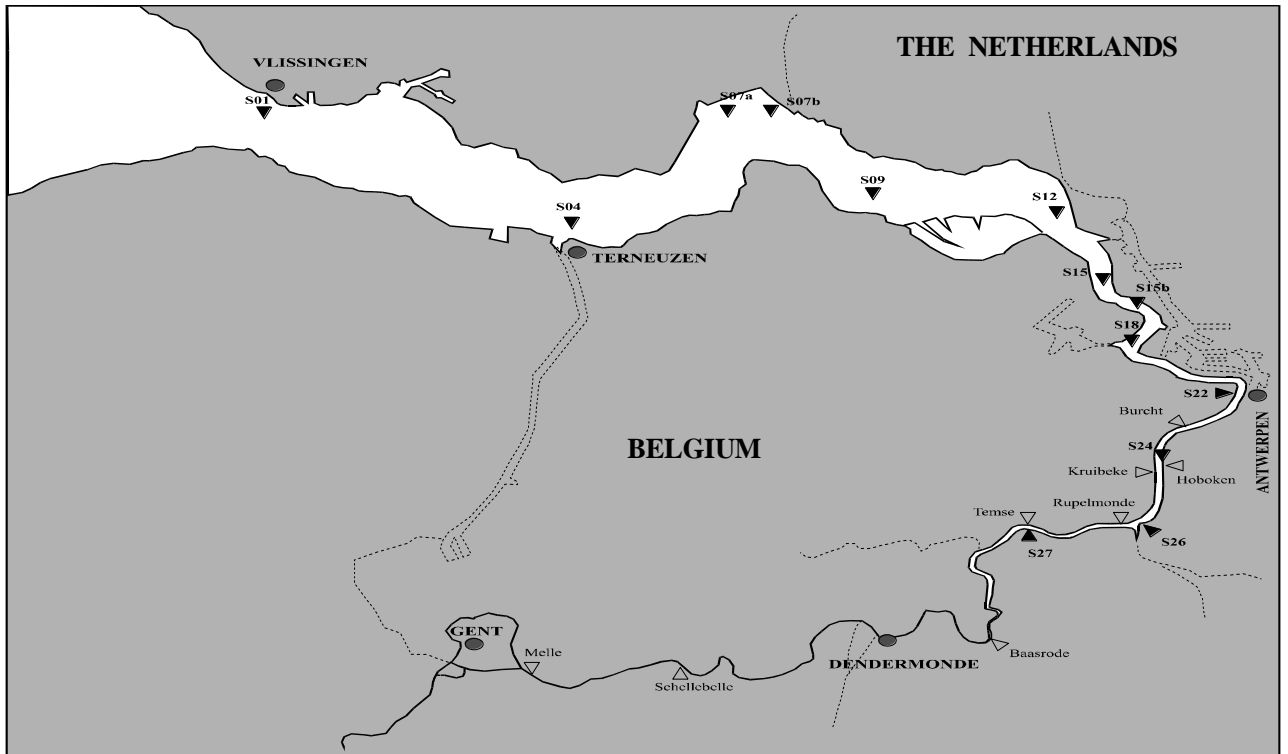 THE NETHERLANDS
VLISSINGEN
S01
S07a
S07b
S09
S12
S04
TERNEUZEN
S15
S15b
S18
S22
Burcht
BELGIUM
S24
Kruibeke
Hoboken
ANTWERPEN
Temse
Rupelmonde
S26
S27
GENT
Melle
Schellebelle
DENDERMONDE
Baasrode